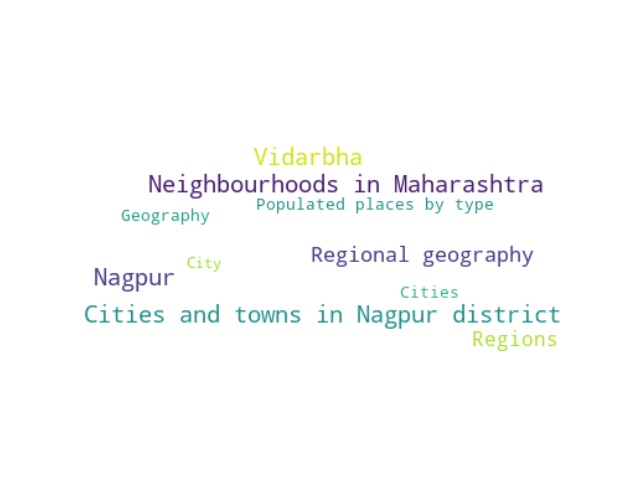 Vidarbha
Neighbourhoods in Maharashtra
Populated places by type
Geography
Regional geography
City
Nagpur
Cities
Cities and towns in Nagpur district
Regions